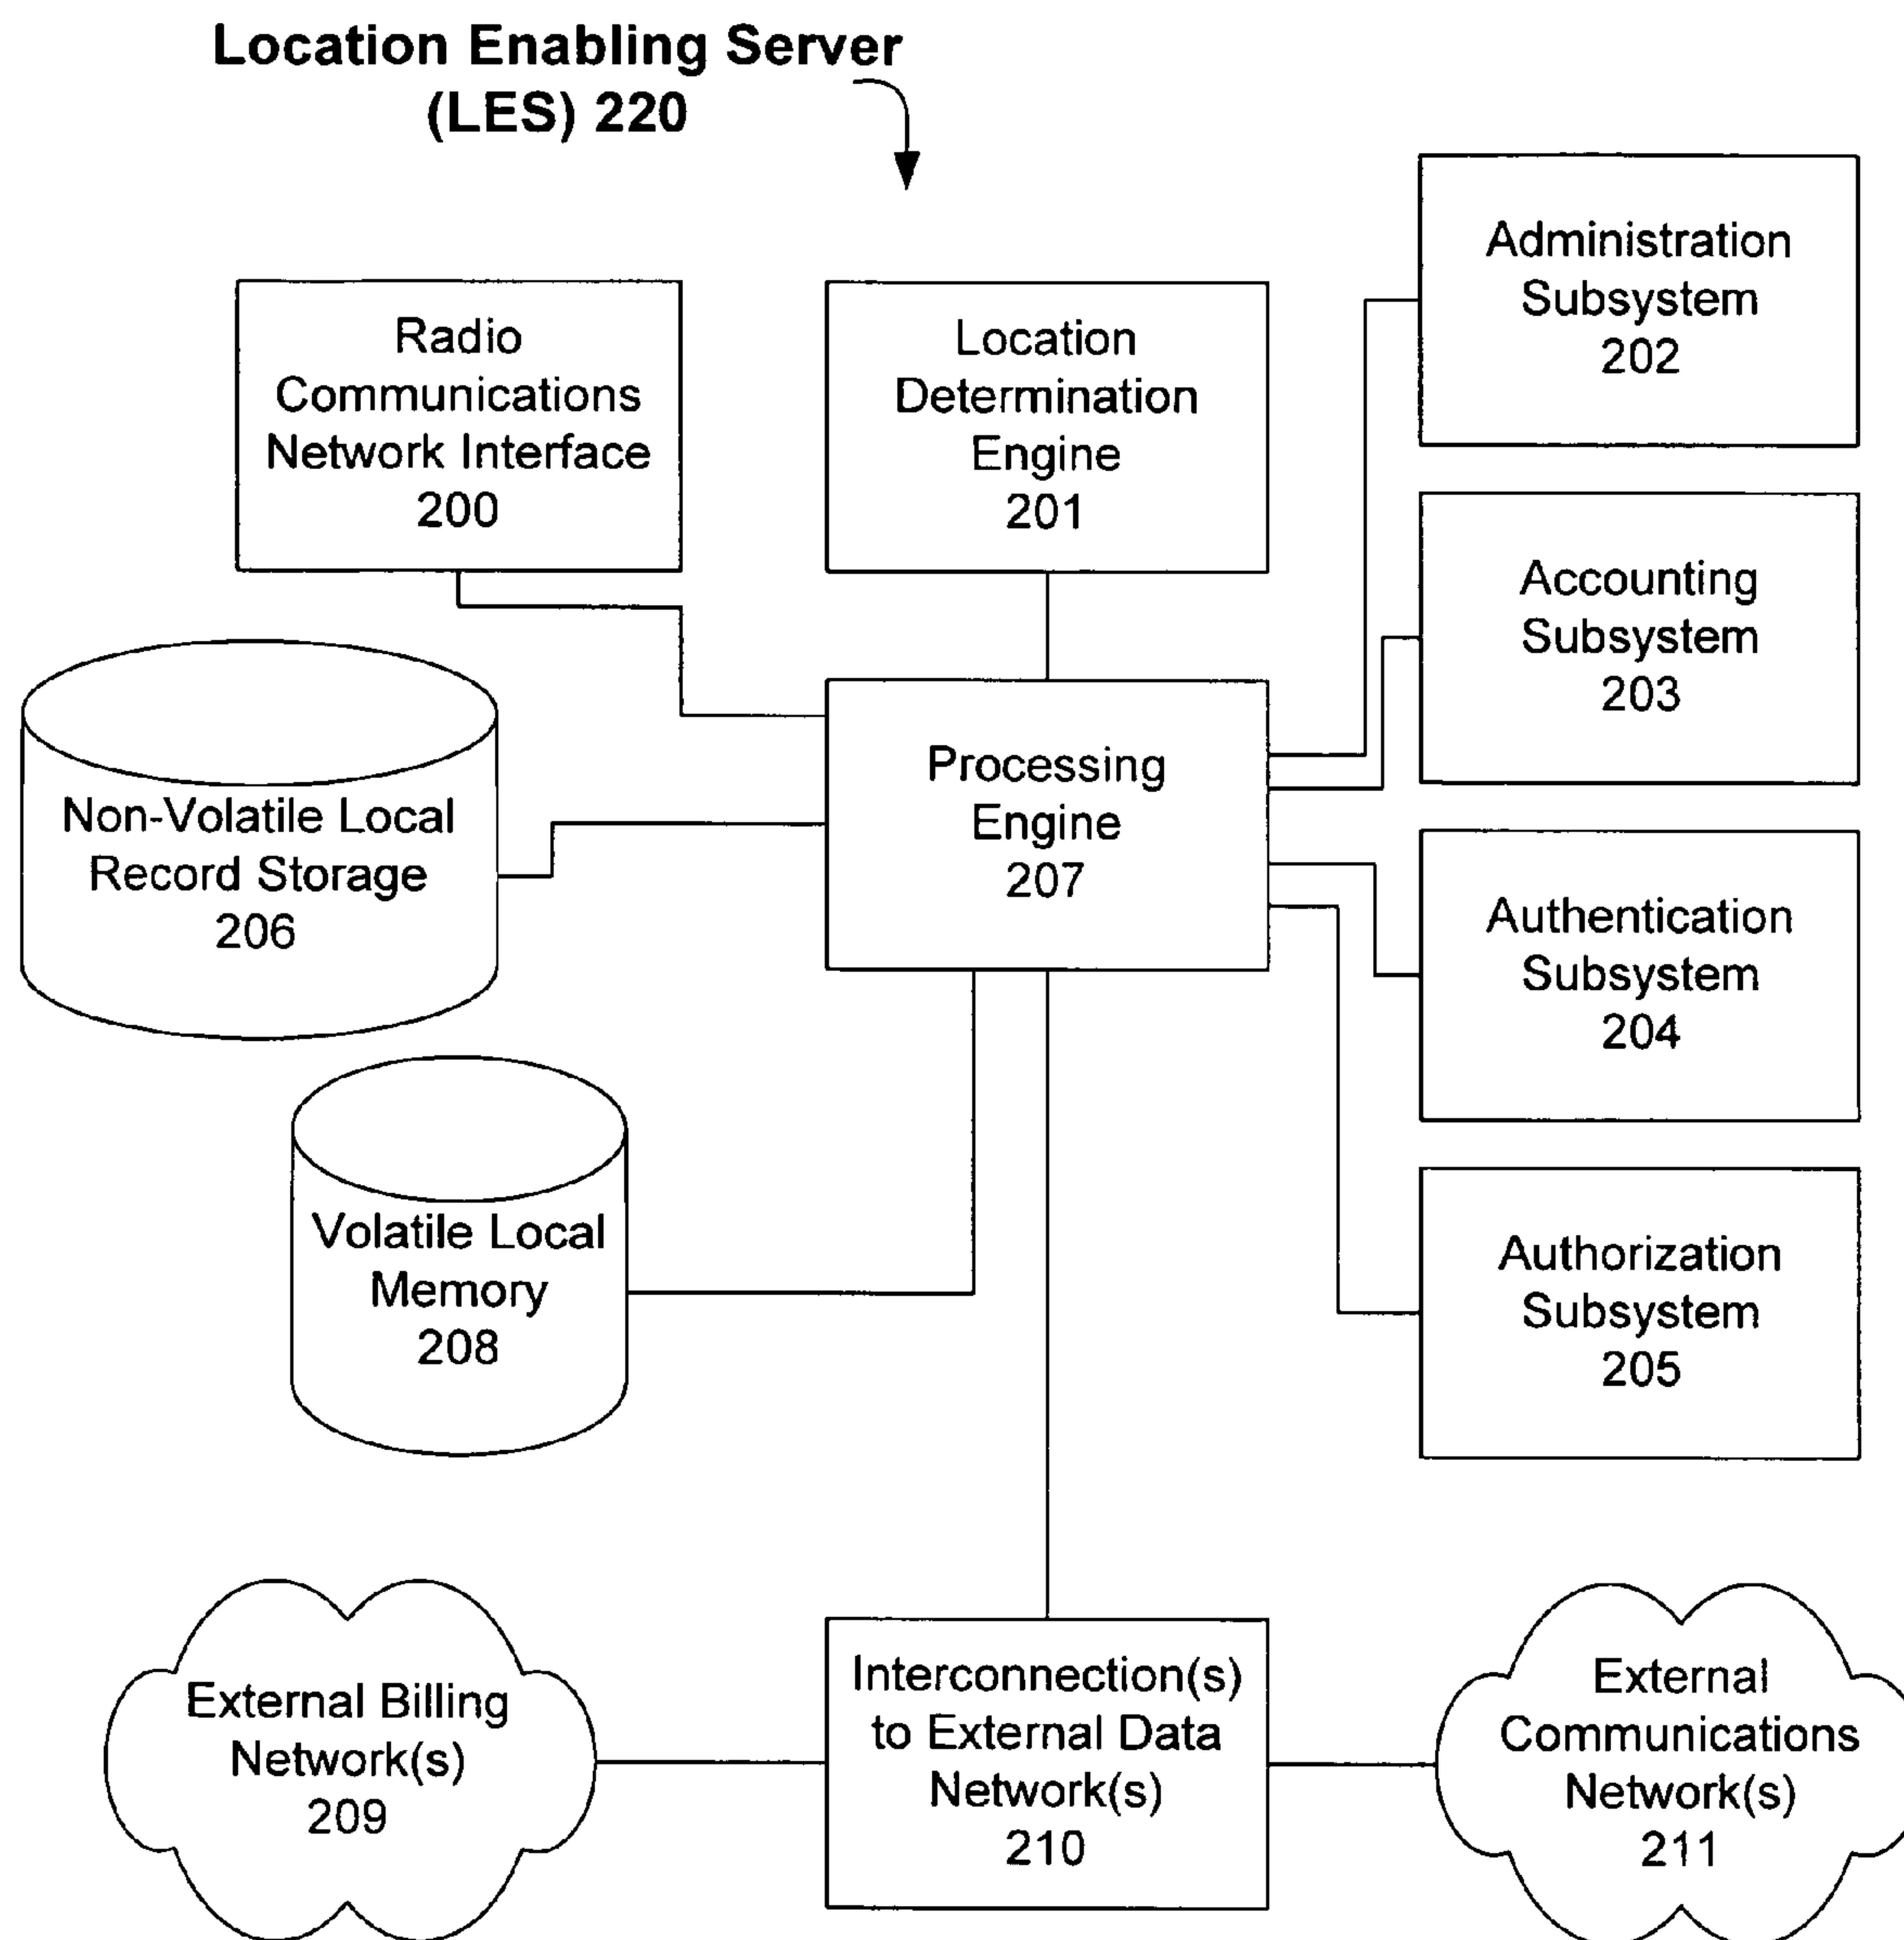 Location Enabling Server
(LES) 220
Radio
Communications
Network Interface
200
Location
Determination
Engine
201
Administration
Subsystem
202
Accounting
Subsystem
203
Non-Volatile Local
Record Storage
206
Processing
Engine
207
Authentication
Subsystem
204
Volatile Local
Memory
208
Authorization
Subsystem
205
External Billing
Network(s)
209
Interconnection(s)
to External Data
Network(s)
210
External
Communications
Network(s)
211